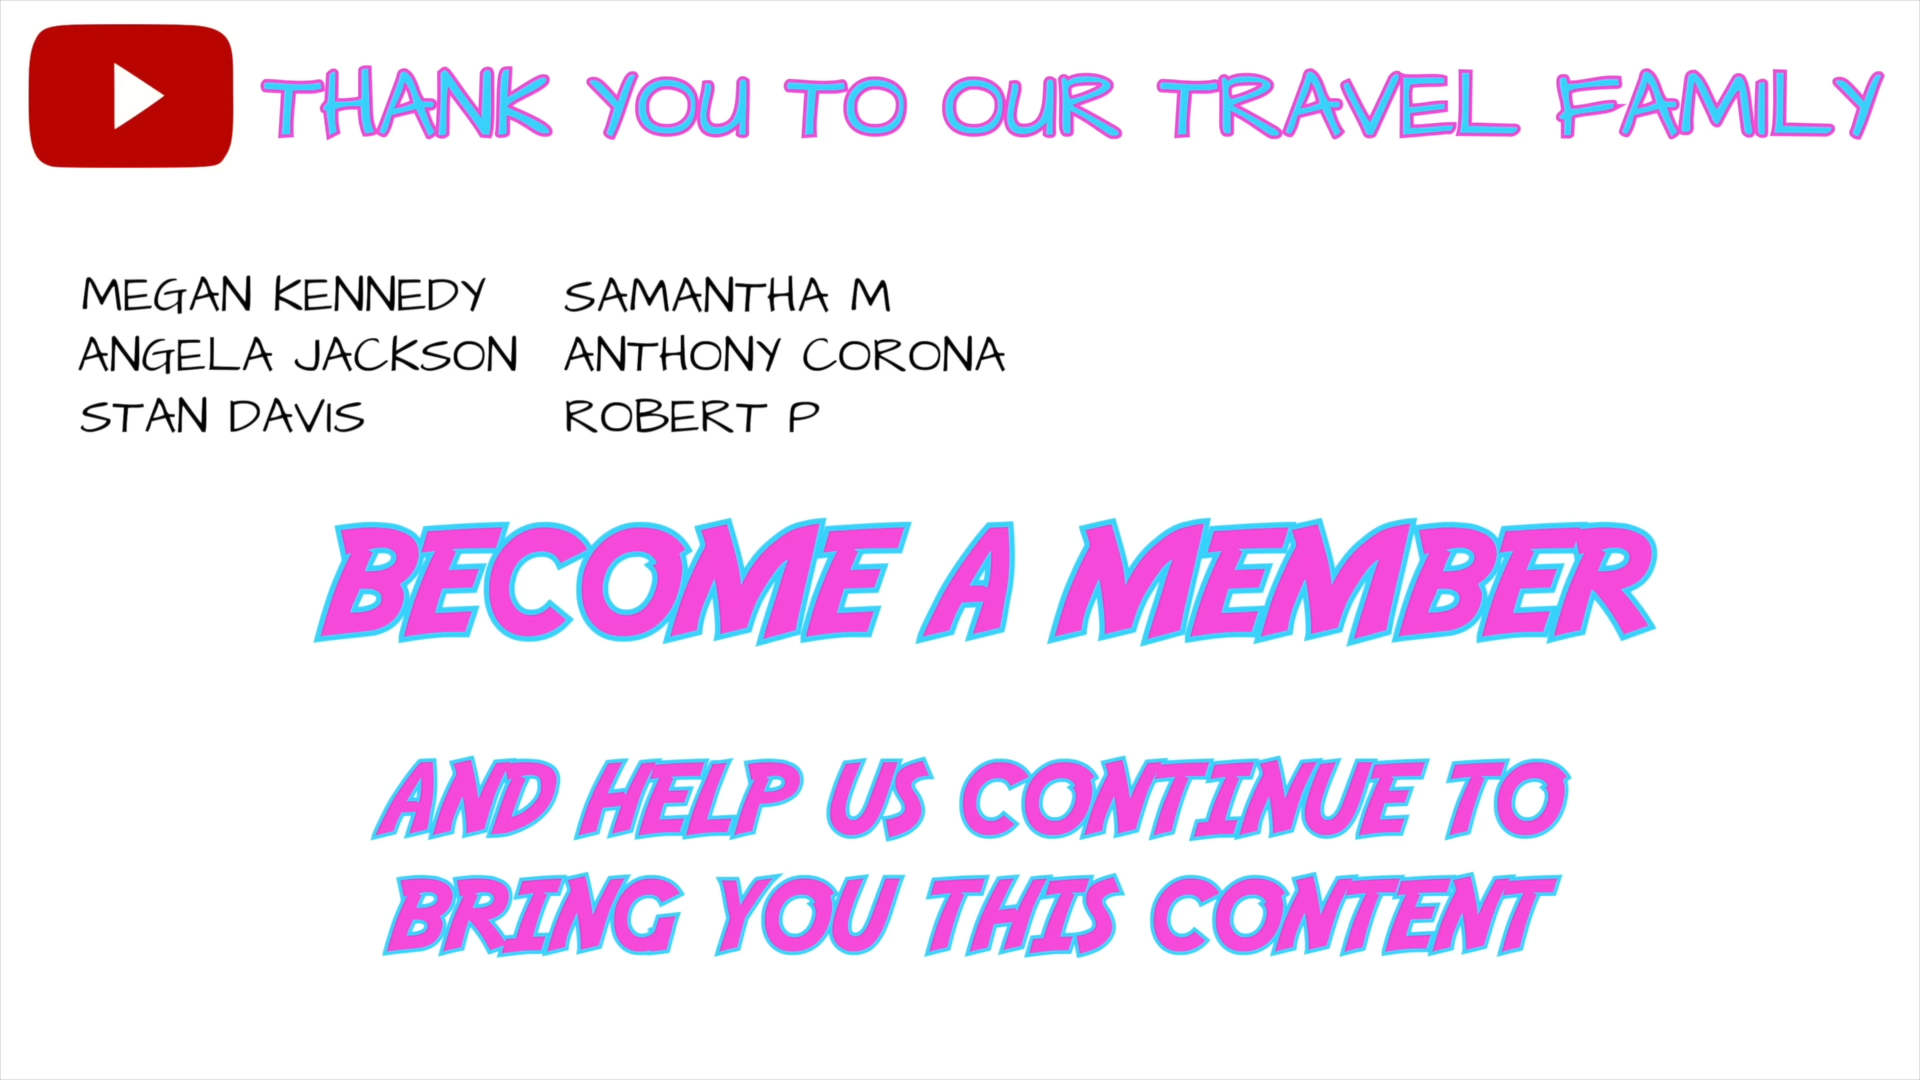 THANK YOU TO OUR TRAVEL FAMILY
MEGAN KENNEDY
ANGELA JACKSON
STAN DAVIS
SAMANTHA M
ANTHONY CORONA
ROBERT P
BECOME A MEMBER
AND HELP US CONTINUE TO
BRING YOU THIS CONTENT